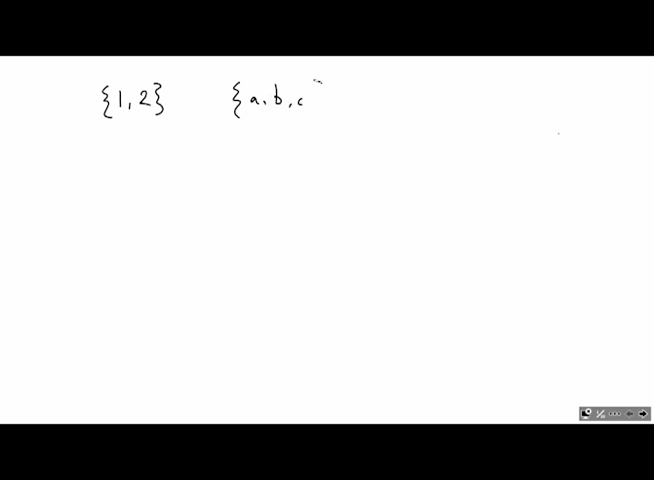 {1, 2} {a, b, c